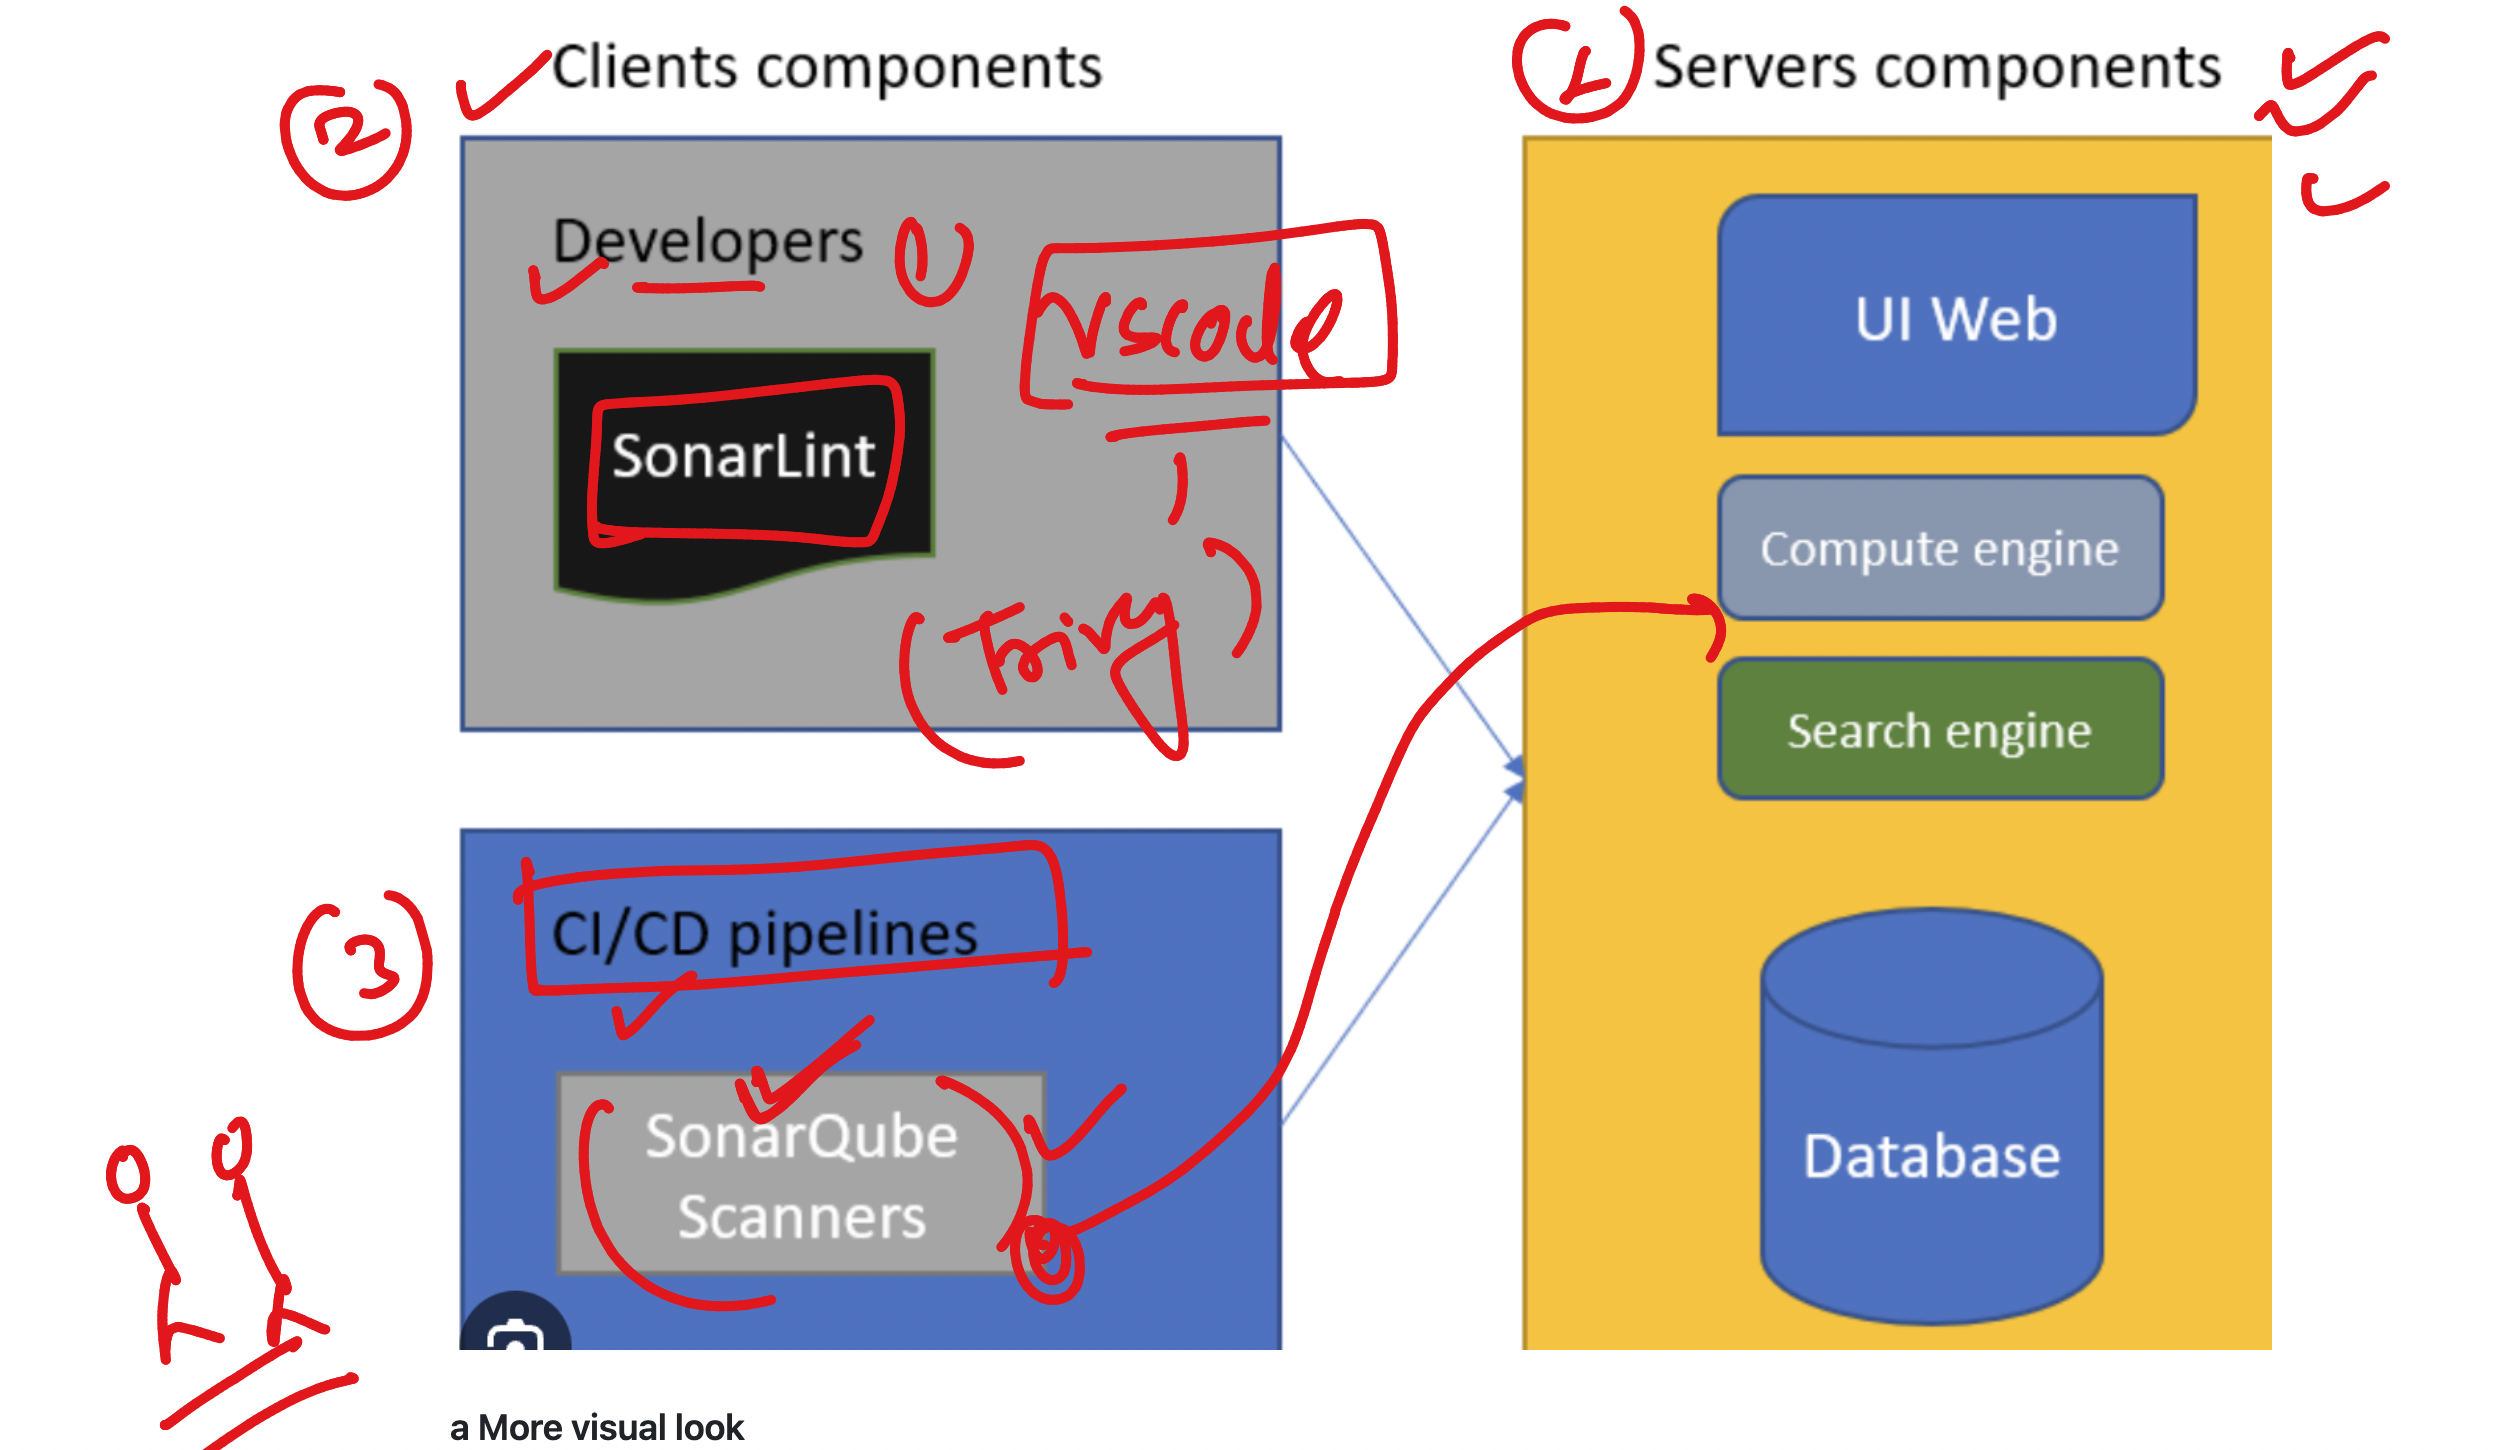 Clients components
2
1
Servers components
Developers
1
vscode
UI Web
SonarLint
Compute engine
Search engine
CI/CD pipelines
3
SonarQube
Scanners
Database
a More visual look